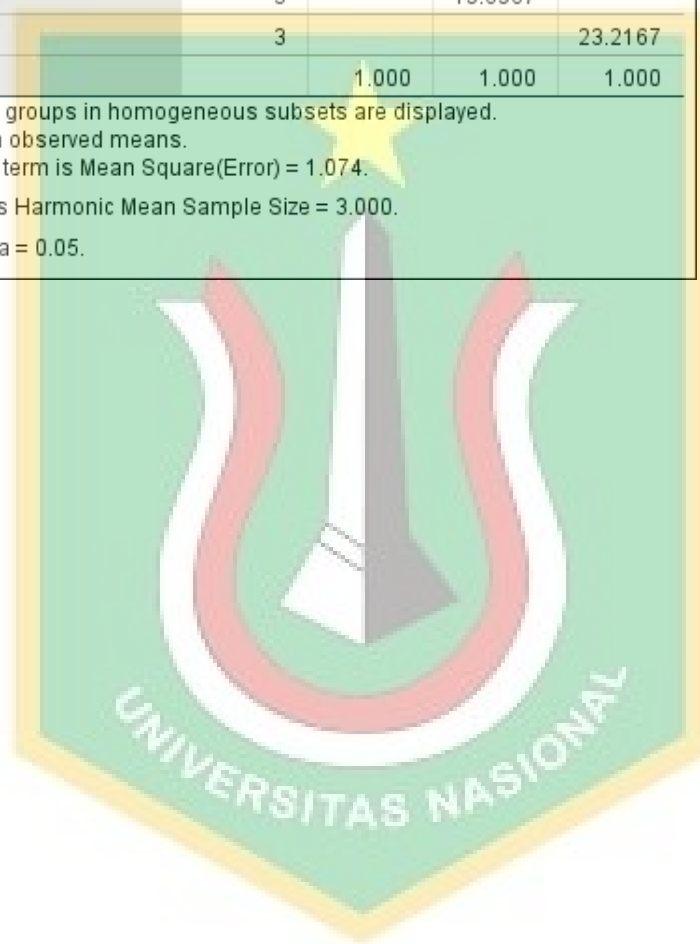 3 23.2167
1.000 1.000 1.000
groups in homogeneous subsets are displayed.
observed means.
term is Mean Square(Error) = 1.074.
Harmonic Mean Sample Size = 3.000.
= 0.05.
UNIVERSITAS NASIONAL